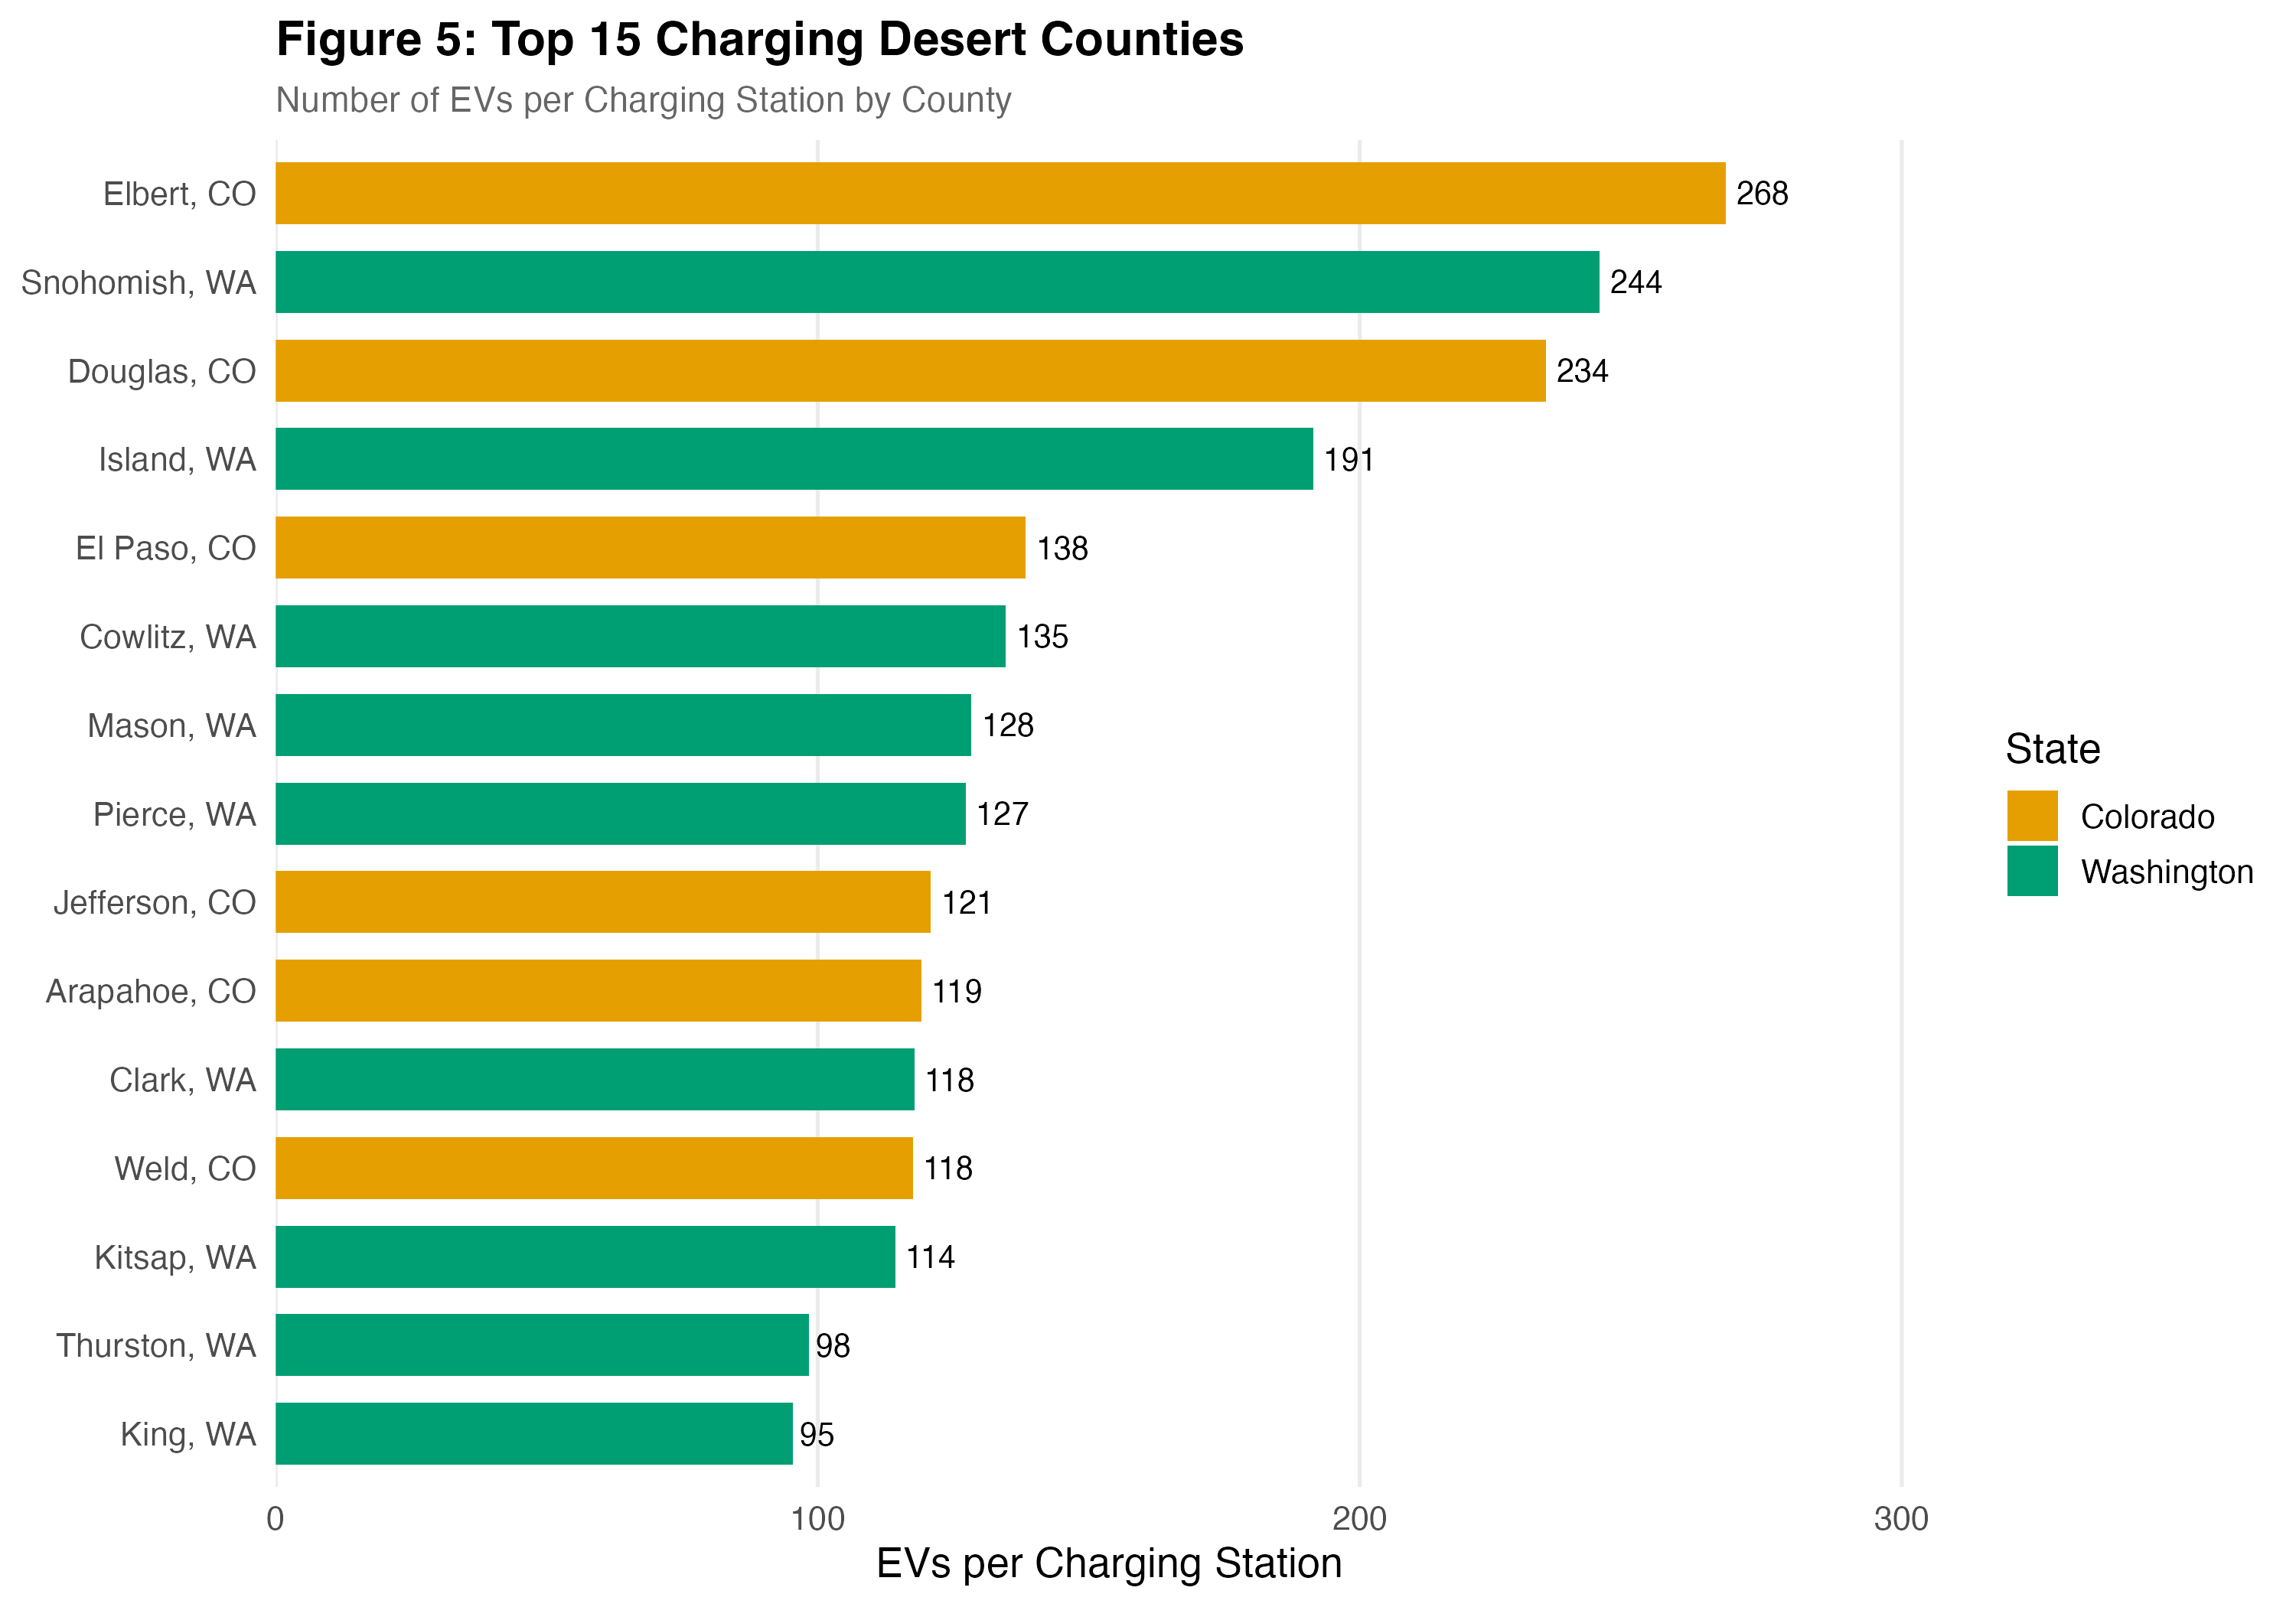 Figure 5: Top 15 Charging Desert Counties
Number of EVs per Charging Station by County
Elbert, CO 268
Snohomish, WA 244
Douglas, CO 234
Island, WA 191
El Paso, CO 138
Cowlitz, WA 135
Mason, WA 128
Pierce, WA 127
Jefferson, CO 121
Arapahoe, CO 119
Clark, WA 118
Weld, CO 118
Kitsap, WA 114
Thurston, WA 98
King, WA 95
0 100 200 300
EVs per Charging Station
State
Colorado
Washington